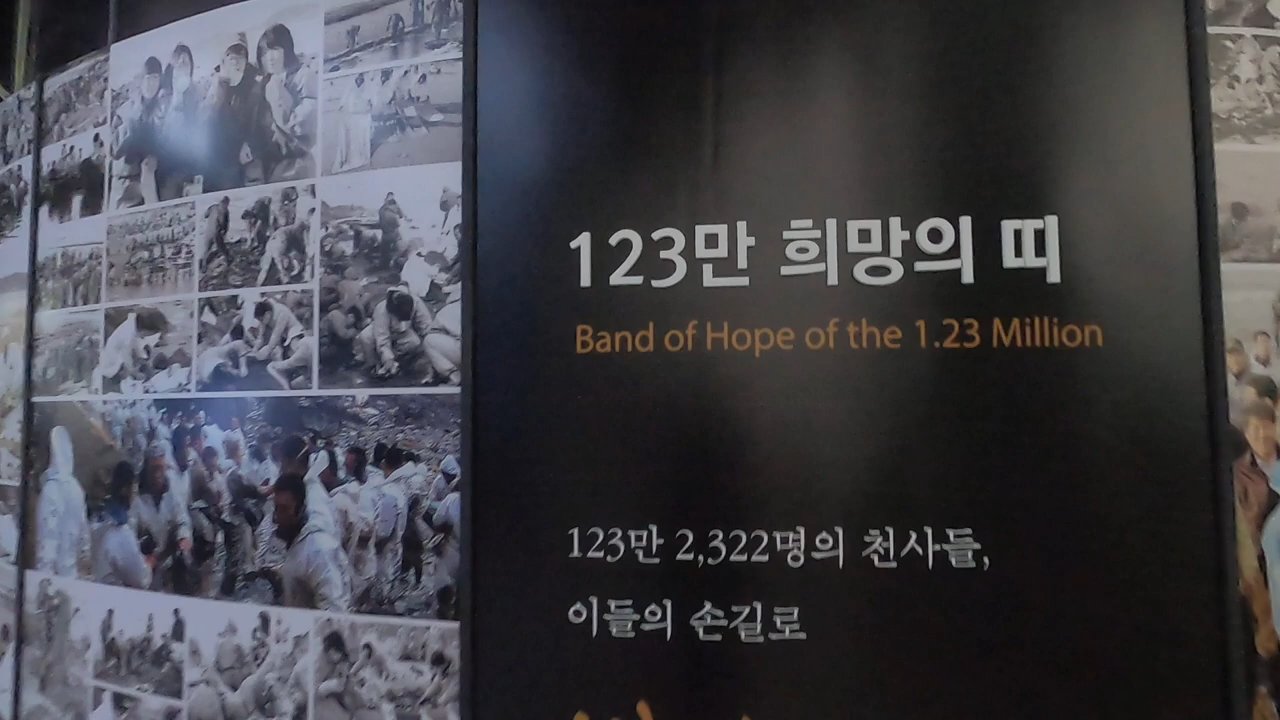 123만 희망의 띠
Band of Hope of the 1.23 Million
123만 2,322명의 천사들,
이들의 손길로